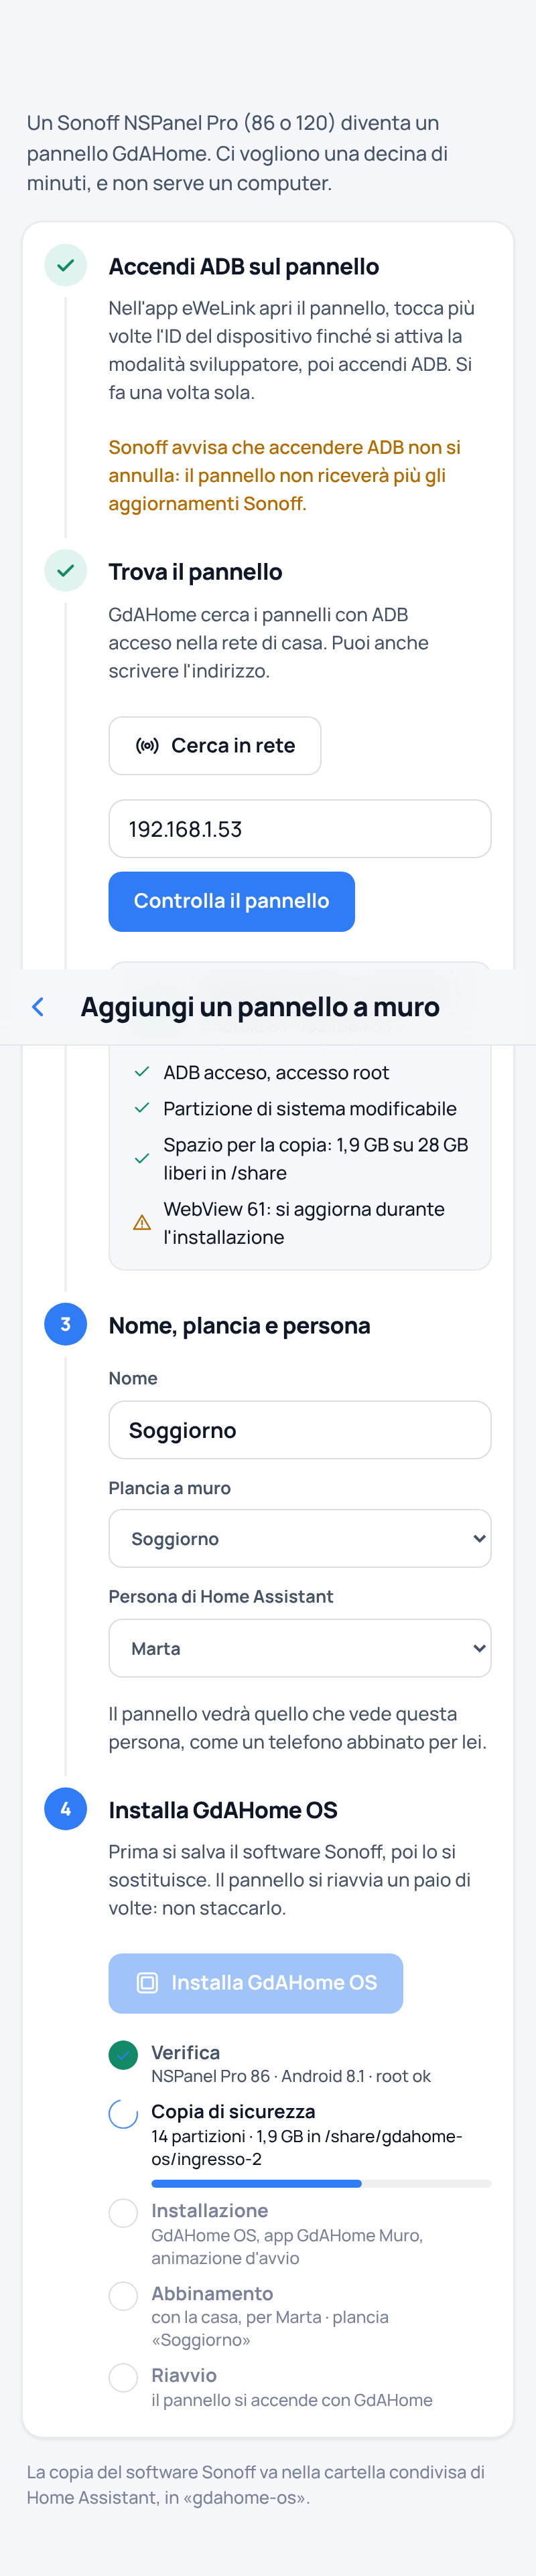 Un Sonoff NSPanel Pro (86 o 120) diventa un
pannello GdAHome. Ci vogliono una decina di
minuti, e non serve un computer.
Accendi ADB sul pannello
Nell'app eWeLink apri il pannello, tocca più
volte l'ID del dispositivo finché si attiva la
modalità sviluppatore, poi accendi ADB. Si
fa una volta sola.
Sonoff avvisa che accendere ADB non si
annulla: il pannello non riceverà più gli
aggiornamenti Sonoff.
Trova il pannello
GdAHome cerca i pannelli con ADB
acceso nella rete di casa. Puoi anche
scrivere l'indirizzo.
Cerca in rete
192.168.1.53
Controlla il pannello
Aggiungi un pannello a muro
ADB acceso, accesso root
Partizione di sistema modificabile
Spazio per la copia: 1,9 GB su 28 GB
liberi in /share
WebView 61: si aggiorna durante
l'installazione
3 Nome, plancia e persona
Nome
Soggiorno
Plancia a muro
Soggiorno
Persona di Home Assistant
Marta
Il pannello vedrà quello che vede questa
persona, come un telefono abbinato per lei.
4 Installa GdAHome OS
Prima si salva il software Sonoff, poi lo si
sostituisce. Il pannello si riavvia un paio di
volte: non staccarlo.
Installa GdAHome OS
Verifica
NSPanel Pro 86 · Android 8.1 · root ok
Copia di sicurezza
14 partizioni · 1,9 GB in /share/gdahome-
os/ingresso-2
Installazione
GdAHome OS, app GdAHome Muro,
animazione d'avvio
Abbinamento
con la casa, per Marta · plancia
«Soggiorno»
Riavvio
il pannello si accende con GdAHome
La copia del software Sonoff va nella cartella condivisa di
Home Assistant, in «gdahome-os».